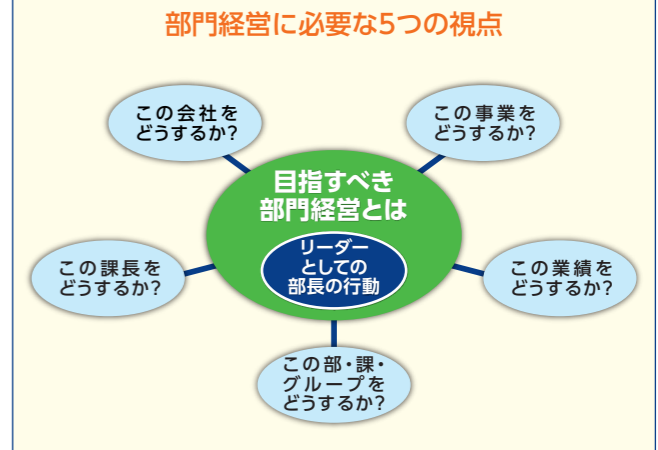 部門経営に必要な5つの視点
この会社を
どうするか?
この事業を
どうするか?
目指すべき
部門経営とは
リーダー
としての
部長の行動
この課長を
どうするか?
この業績を
どうするか?
この部・課・
グループを
どうするか?